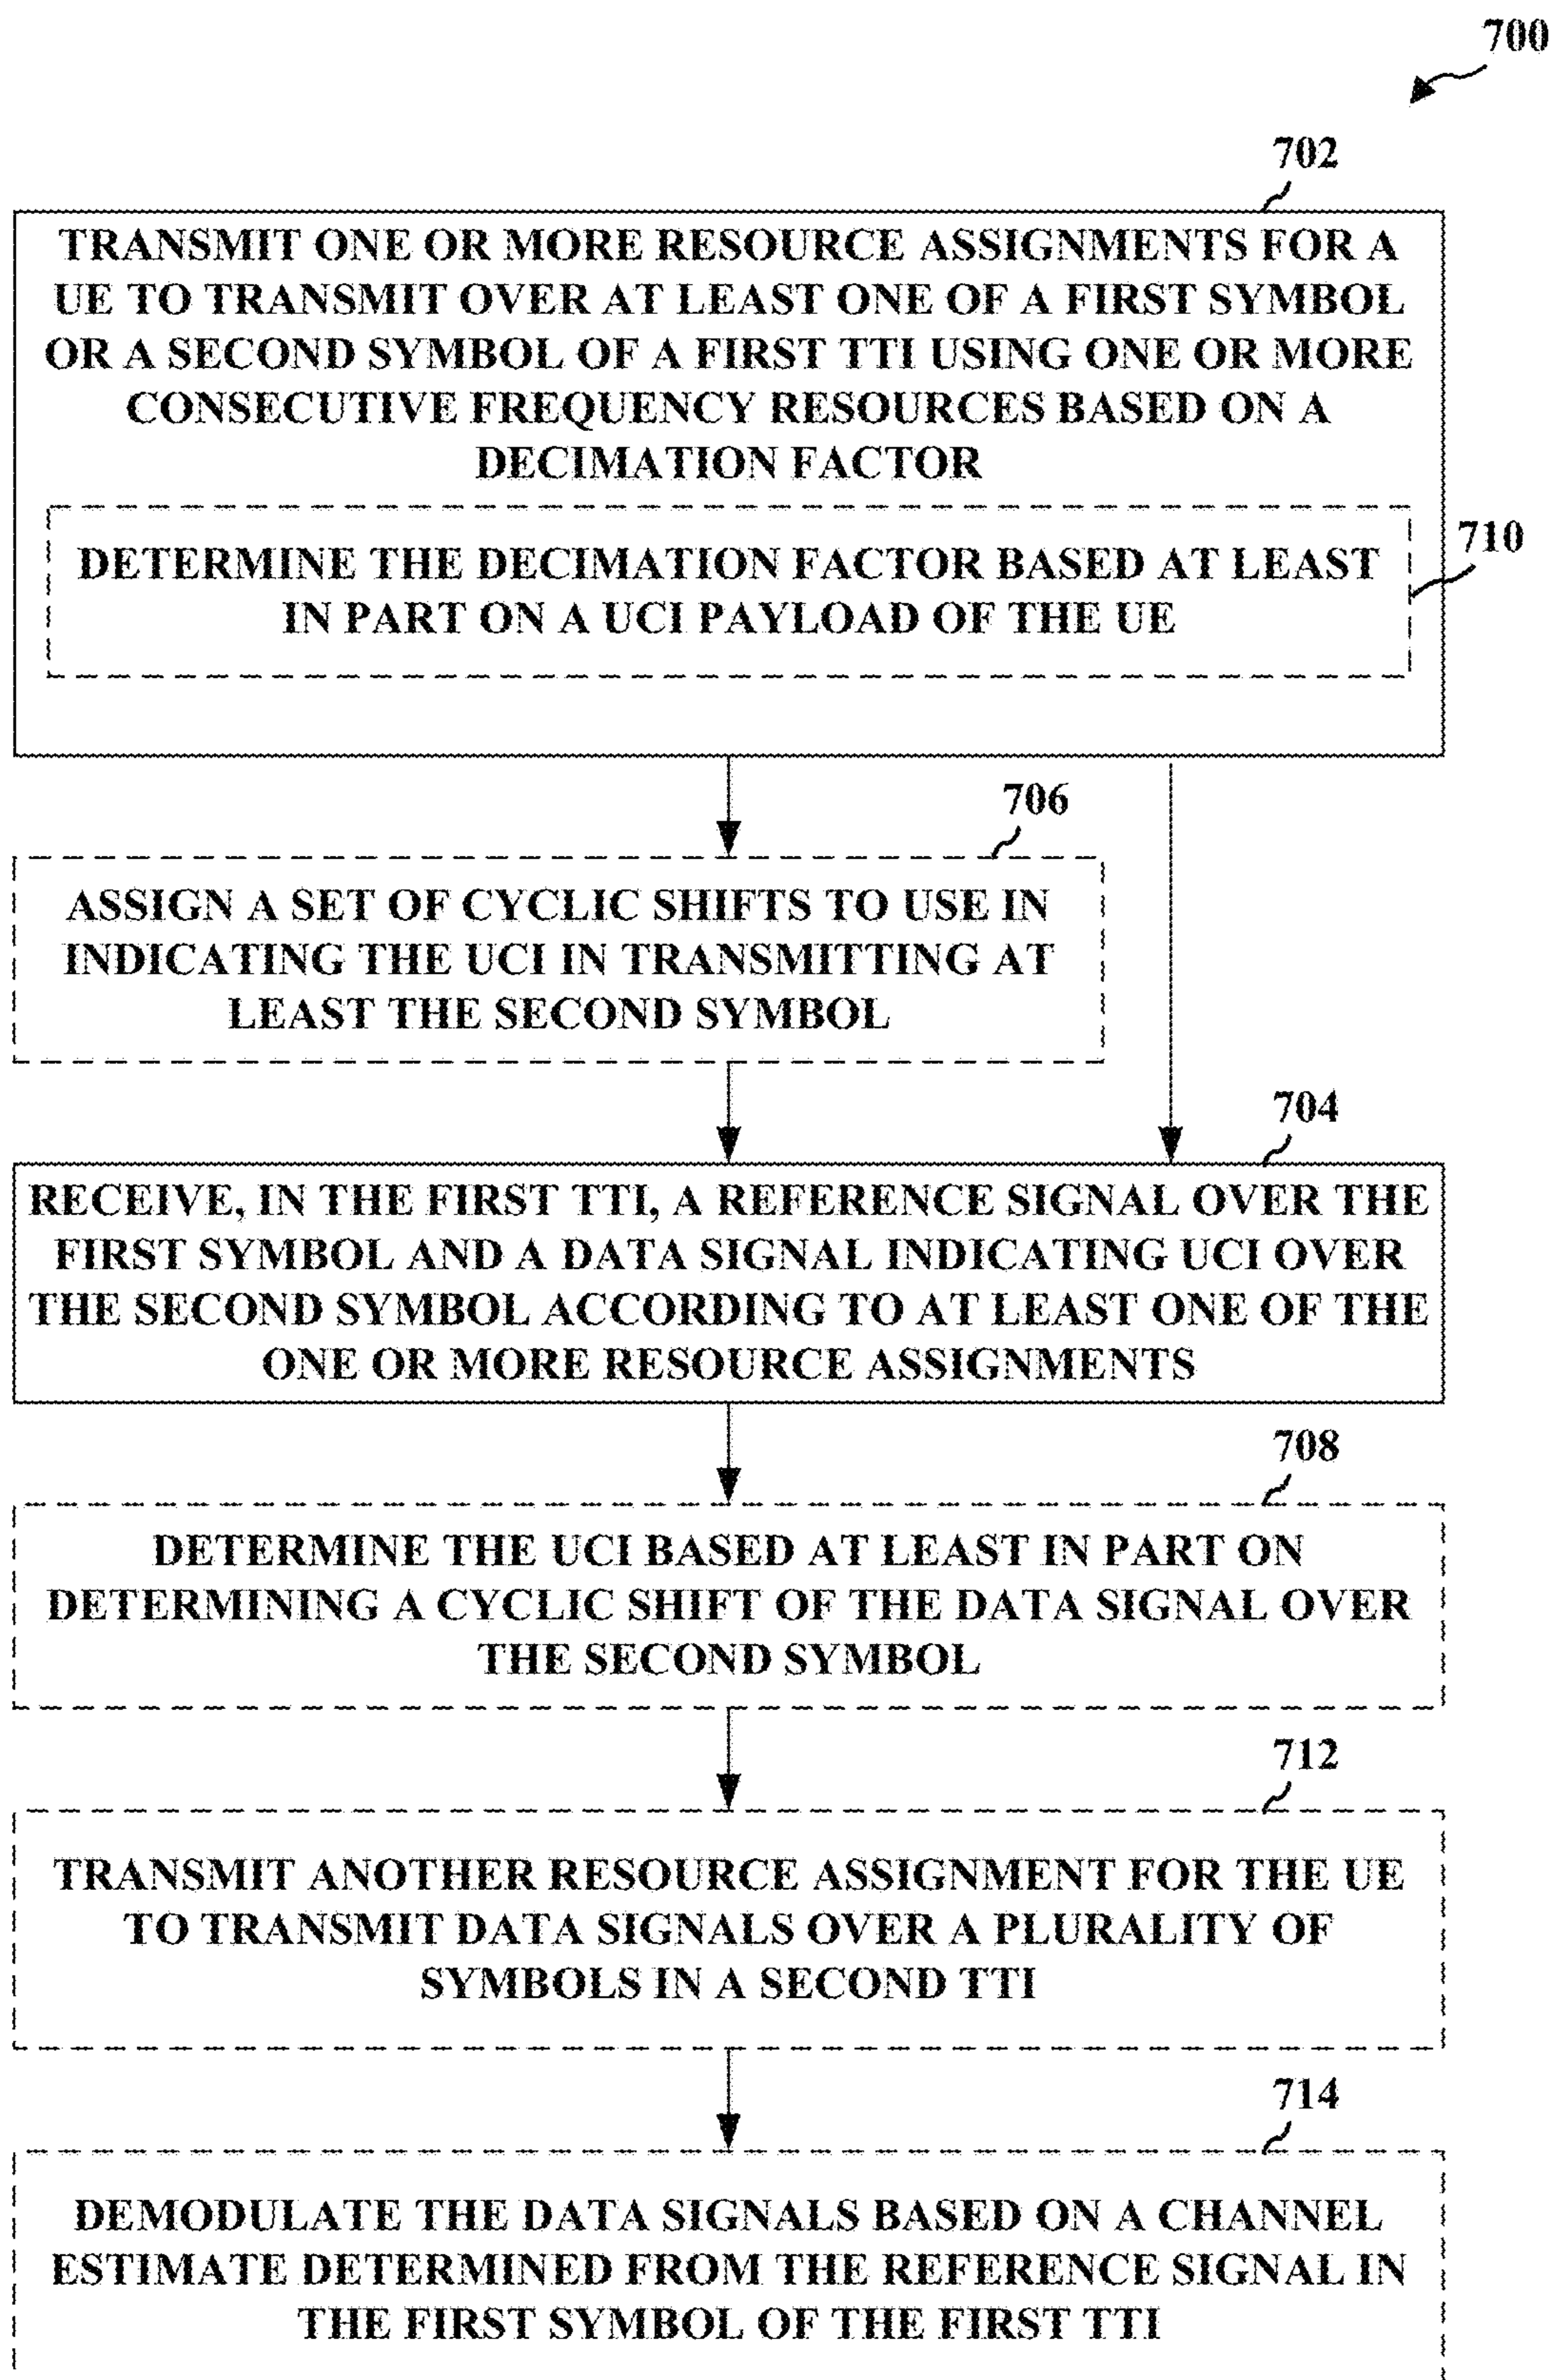 700
702
TRANSMIT ONE OR MORE RESOURCE ASSIGNMENTS FOR A
UE TO TRANSMIT OVER AT LEAST ONE OF A FIRST SYMBOL
OR A SECOND SYMBOL OF A FIRST TTI USING ONE OR MORE
CONSECUTIVE FREQUENCY RESOURCES BASED ON A
DECIMATION FACTOR
710
DETERMINE THE DECIMATION FACTOR BASED AT LEAST
IN PART ON A UCI PAYLOAD OF THE UE
706
ASSIGN A SET OF CYCLIC SHIFTS TO USE IN
INDICATING THE UCI IN TRANSMITTING AT
LEAST THE SECOND SYMBOL
704
RECEIVE, IN THE FIRST TTI, A REFERENCE SIGNAL OVER THE
FIRST SYMBOL AND A DATA SIGNAL INDICATING UCI OVER
THE SECOND SYMBOL ACCORDING TO AT LEAST ONE OF THE
ONE OR MORE RESOURCE ASSIGNMENTS
708
DETERMINE THE UCI BASED AT LEAST IN PART ON
DETERMINING A CYCLIC SHIFT OF THE DATA SIGNAL OVER
THE SECOND SYMBOL
712
TRANSMIT ANOTHER RESOURCE ASSIGNMENT FOR THE UE
TO TRANSMIT DATA SIGNALS OVER A PLURALITY OF
SYMBOLS IN A SECOND TTI
714
DEMODULATE THE DATA SIGNALS BASED ON A CHANNEL
ESTIMATE DETERMINED FROM THE REFERENCE SIGNAL IN
THE FIRST SYMBOL OF THE FIRST TTI